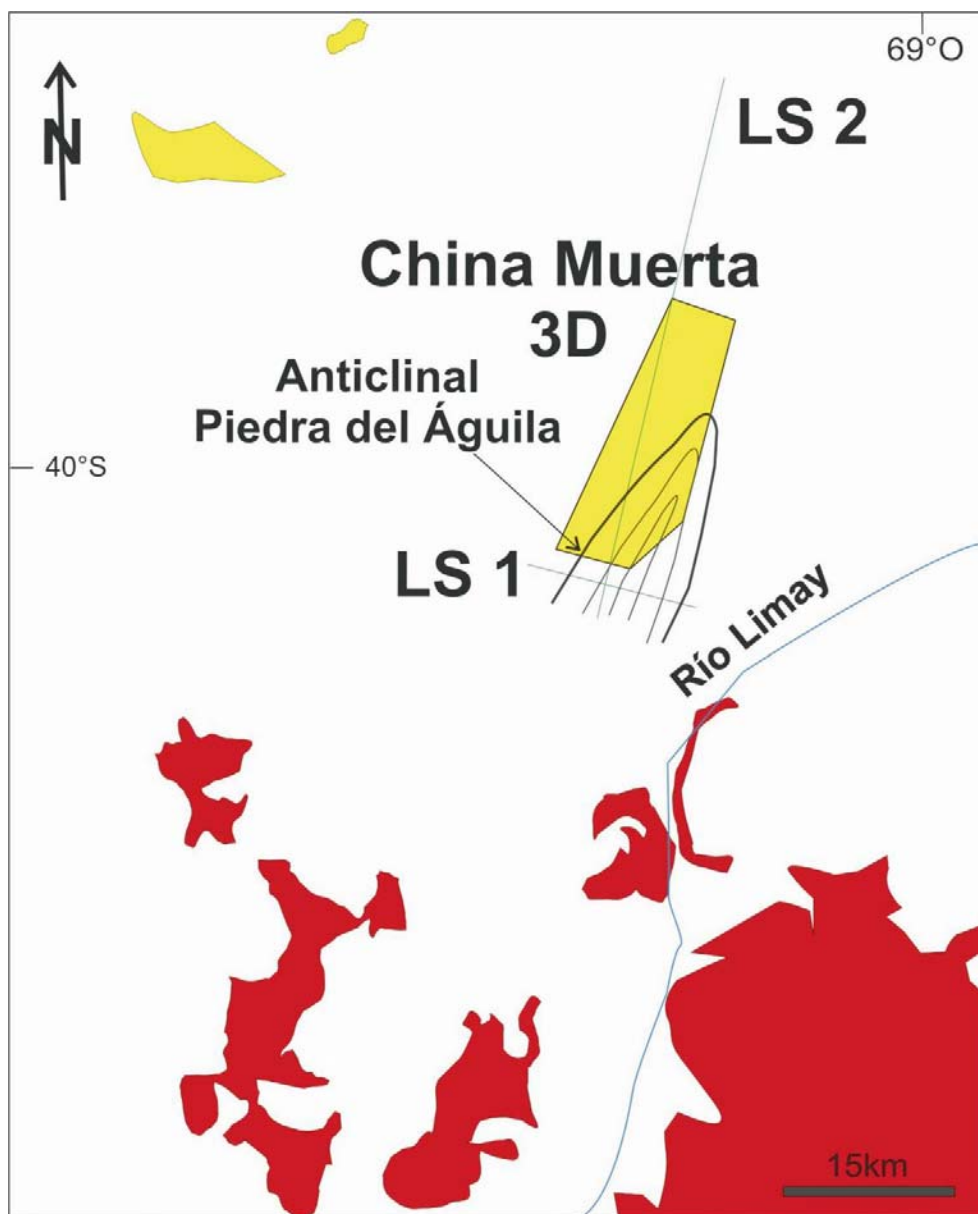 69°O
N
LS 2
China Muerta
3D
Anticlinal
Piedra del Águila
40°S
LS 1
Río Limay
15km